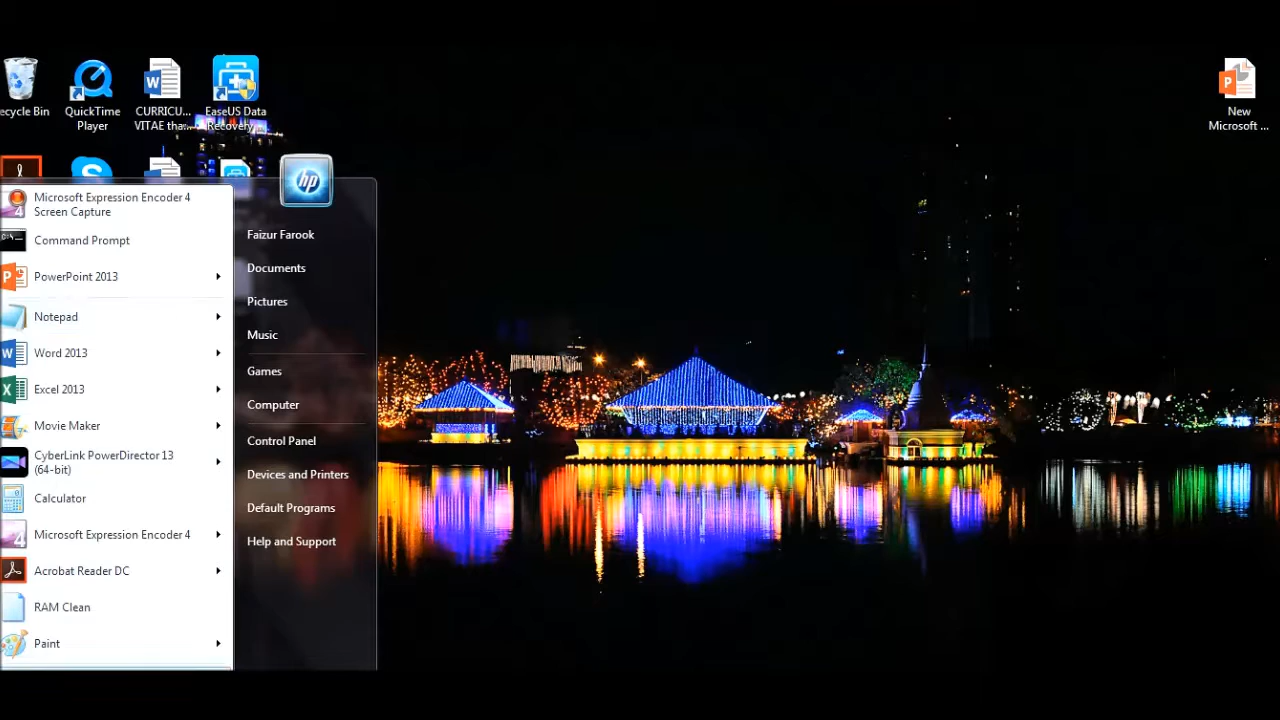 ecycle Bin
QuickTime
Player
CURRICU...
VITAE tha...
EaseUS Data
Recovery ...
New
Microsoft ...
hp
Microsoft Expression Encoder 4
Screen Capture
Command Prompt
PowerPoint 2013
Notepad
Word 2013
Excel 2013
Movie Maker
CyberLink PowerDirector 13
(64-bit)
Calculator
Microsoft Expression Encoder 4
Acrobat Reader DC
RAM Clean
Paint
Faizur Farook
Documents
Pictures
Music
Games
Computer
Control Panel
Devices and Printers
Default Programs
Help and Support